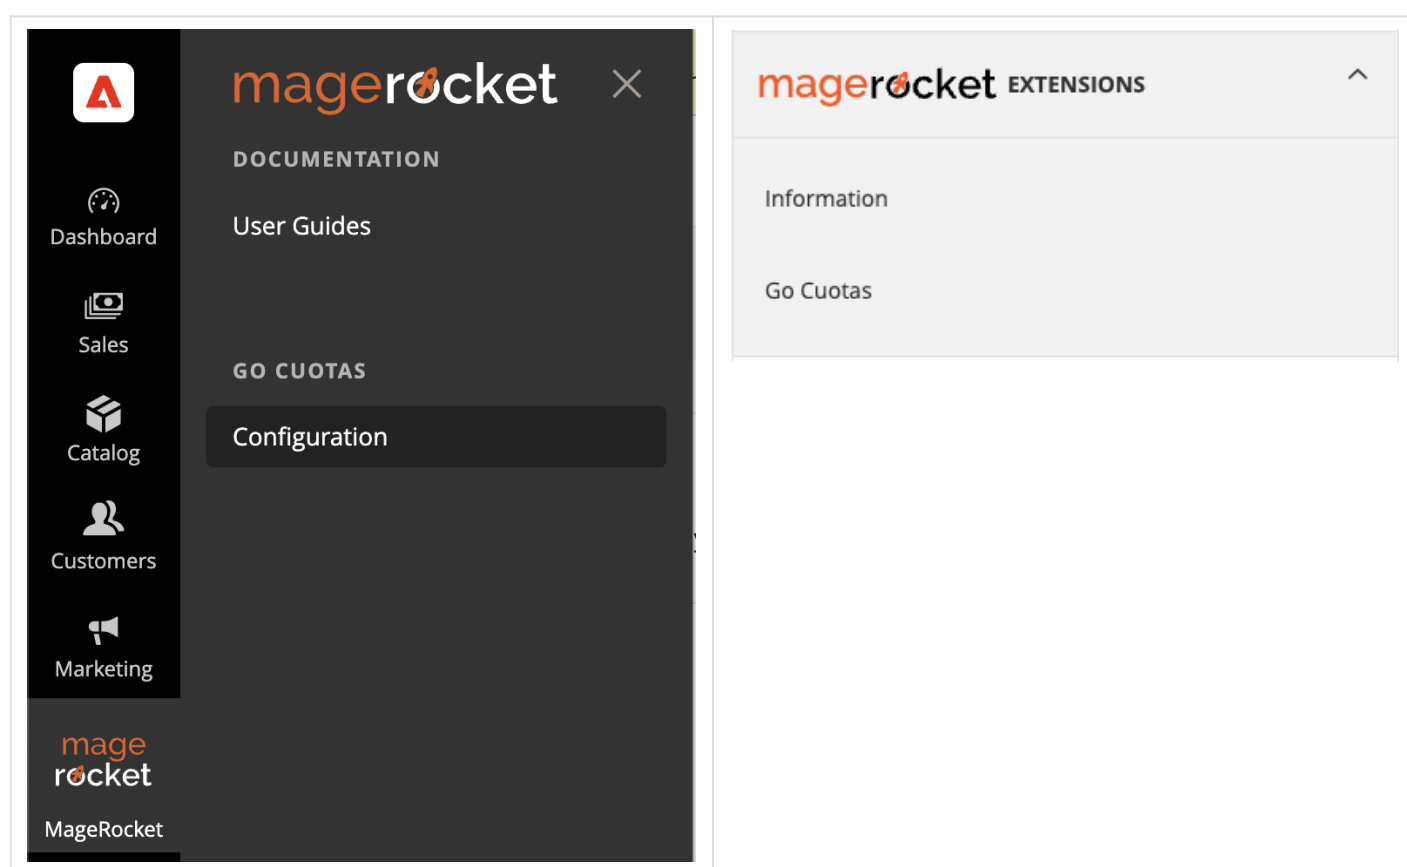 magerocket
DOCUMENTATION
User Guides
GO CUOTAS
Configuration
Dashboard
Sales
Catalog
Customers
Marketing
mage
rocket
MageRocket
magerocket EXTENSIONS
Information
Go Cuotas